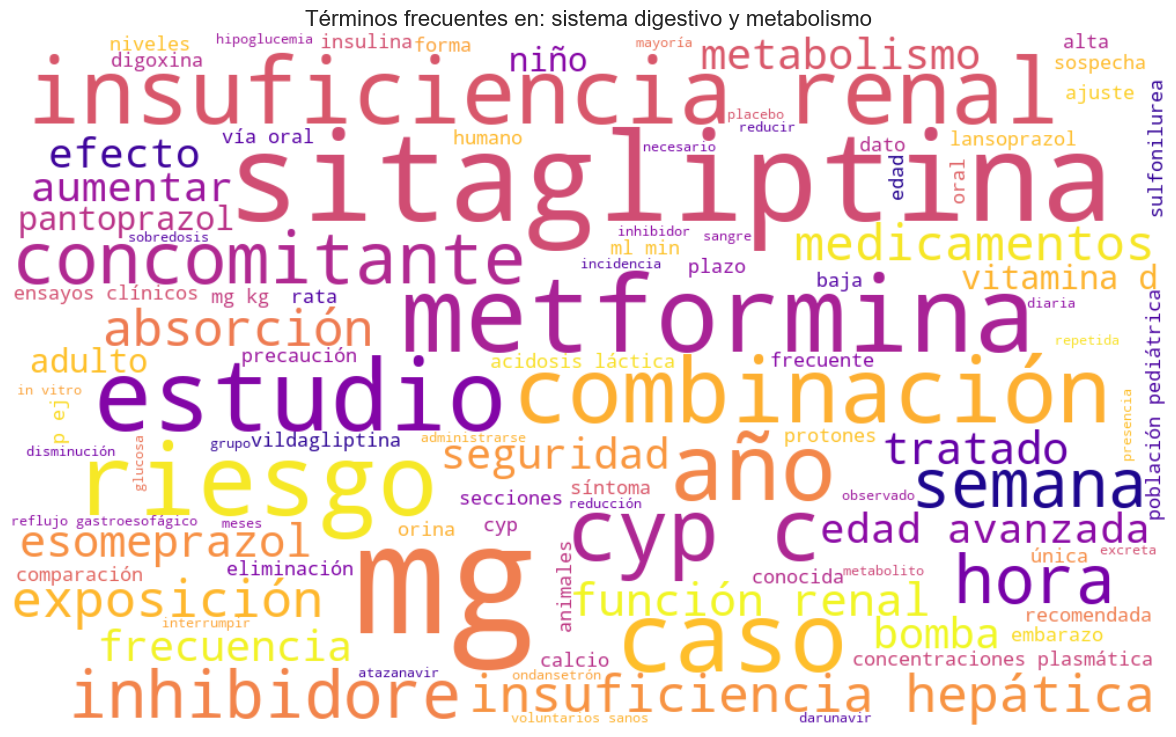 Términos frecuentes en: sistema digestivo y metabolismo
niveles
hipoglucemia
insulina
forma
niño
mayoría
metabolismo
alta
digoxina
sospecha
insuficiencia renal
ajuste
placebo
reducir
vía oral
humano
necesario
dato
lansoprazol
efecto
sitagliptina
edad
oral
sulfonilurea
aumentar
pantoprazol
sobredosis
inhibidor
sangre
ml min
concomitante
incidencia
plazo
medicamentos
baja
vitamina d
ensayos clínicos
mg kg
rata
metformina
diaria
absorción
repetida
adulto
precaución
acidosis láctica
frecuente
población pediátrica
in vitro
p ej
estudio
combinación
presencia
grupo
vildagliptina
administrarse
protones
disminución
glucosa
riesgo
seguridad
año
tratado
síntoma
secciones
reducción
observado
semana
reflujo gastroesofágico
meses
orina
cyp
cyp c
edad avanzada
esomeprazol
mg
única
excreta
comparación
eliminación
animales
conocida
metabolito
hora
exposición
función renal
recomendada
interrumpir
caso
bomba
embarazo
frecuencia
calcio
concentraciones plasmática
atazanavir
ondansetrón
inhibidore
insuficiencia hepática
voluntarios sanos
darunavir